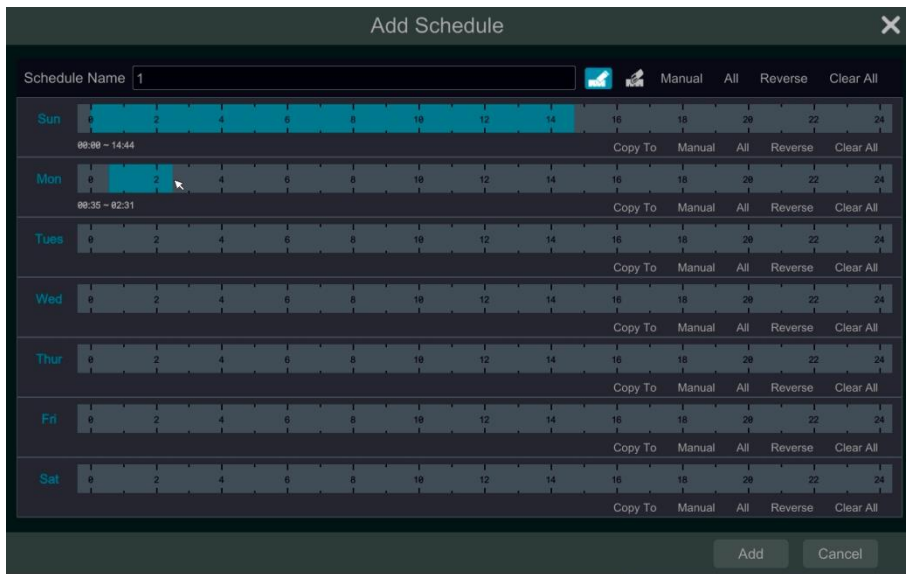 Add Schedule
Schedule Name 1 Manual All Reverse Clear All
Sun 0 2 4 6 8 10 12 14 16 18 20 22 24
00:00 ~ 14:44 Copy To Manual All Reverse Clear All
Mon 0 2 4 6 8 10 12 14 16 18 20 22 24
00:35 ~ 02:31 Copy To Manual All Reverse Clear All
Tues 0 2 4 6 8 10 12 14 16 18 20 22 24
Copy To Manual All Reverse Clear All
Wed 0 2 4 6 8 10 12 14 16 18 20 22 24
Copy To Manual All Reverse Clear All
Thur 0 2 4 6 8 10 12 14 16 18 20 22 24
Copy To Manual All Reverse Clear All
Fri 0 2 4 6 8 10 12 14 16 18 20 22 24
Copy To Manual All Reverse Clear All
Sat 0 2 4 6 8 10 12 14 16 18 20 22 24
Copy To Manual All Reverse Clear All
Add Cancel